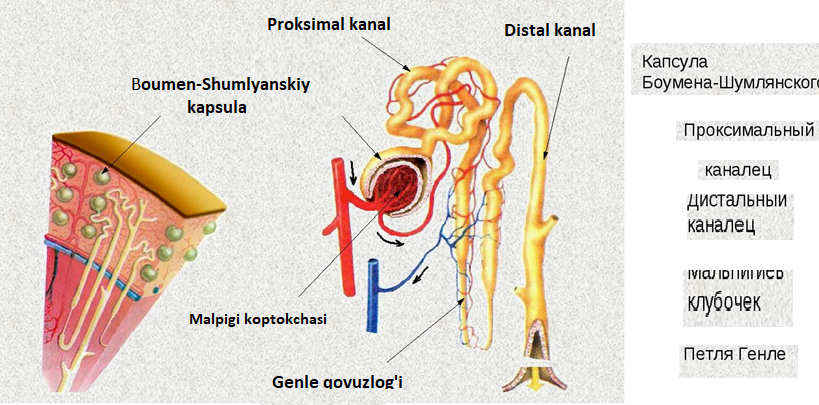 Proksimal kanal
Distal kanal
Boumen-Shumlyanskiy
kapsula
Malpigi koptokchasi
Genle qovuzlog'i
Капсула
Боумена-Шумлянского
Проксимальный
каналец
Дистальный
каналец
Мальпигиев
клубочек
Петля Генле